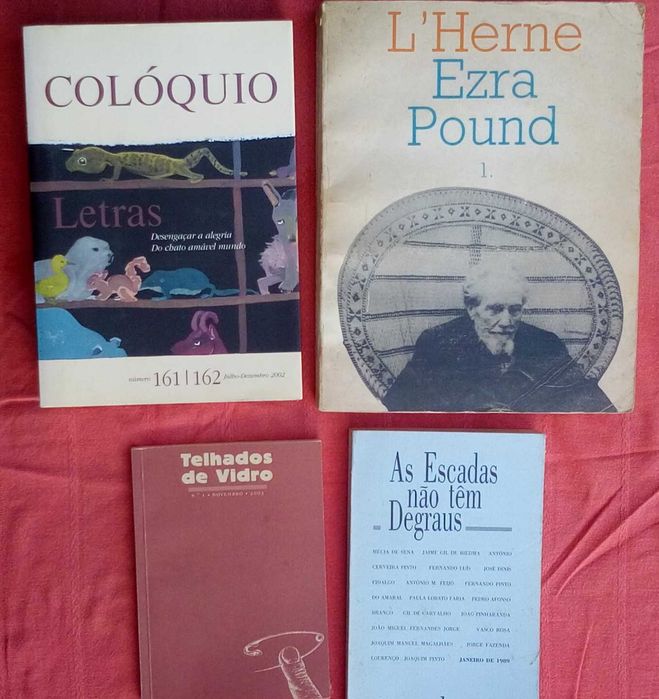 COLÓQUIO
Letras
Desengaçar a alegria
Do chato amável mundo
número 161|162 Julho-Dezembro 2002
L'Herne
Ezra
Pound
1.
Telhados
de Vidro
N.º 1 • NOVEMBRO • 2003
As Escadas
não têm
Degraus
MÉCIA DE SENA JAIME GIL DE BIEDMA ANTÓNIO
CERVEIRA PINTO FERNANDO LUÍS JOSÉ DINIS
FIDALGO ANTÓNIO M. FEIJÓ FERNANDO PINTO
DO AMARAL PAULA LOBATO FARIA PEDRO AFONSO
BRANCO GIL DE CARVALHO JOÃO PINHARANDA
JOÃO MIGUEL FERNANDES JORGE VASCO ROSA
JOAQUIM MANUEL MAGALHÃES JORGE FAZENDA
LOURENÇO JOAQUIM PINTO JANEIRO DE 1989